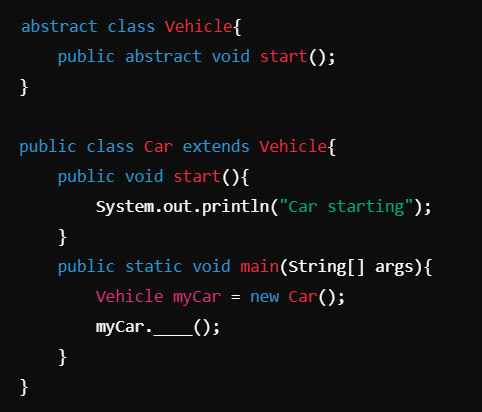 abstract class Vehicle{
public abstract void start();
}
public class Car extends Vehicle{
public void start(){
System.out.println("Car starting");
}
public static void main(String[] args){
Vehicle myCar = new Car();
myCar.____();
}
}